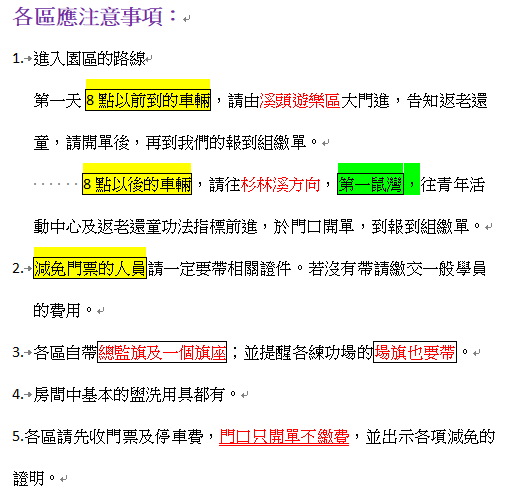 各區應注意事項：
1.進入園區的路線
第一天8點以前到的車輛，請由溪頭遊樂區大門進，告知返老還
童，請開單後，再到我們的報到組繳單。
8點以後的車輛，請往杉林溪方向，第一鼠灣，往青年活
動中心及返老還童功法指標前進，於門口開單，到報到組繳單。
2.減免門票的人員請一定要帶相關證件。若沒有帶請繳交一般學員
的費用。
3.各區自帶總監旗及一個旗座；並提醒各練功場的場旗也要帶。
4.房間中基本的盥洗用具都有。
5.各區請先收門票及停車費，門口只開單不繳費，並出示各項減免的
證明。